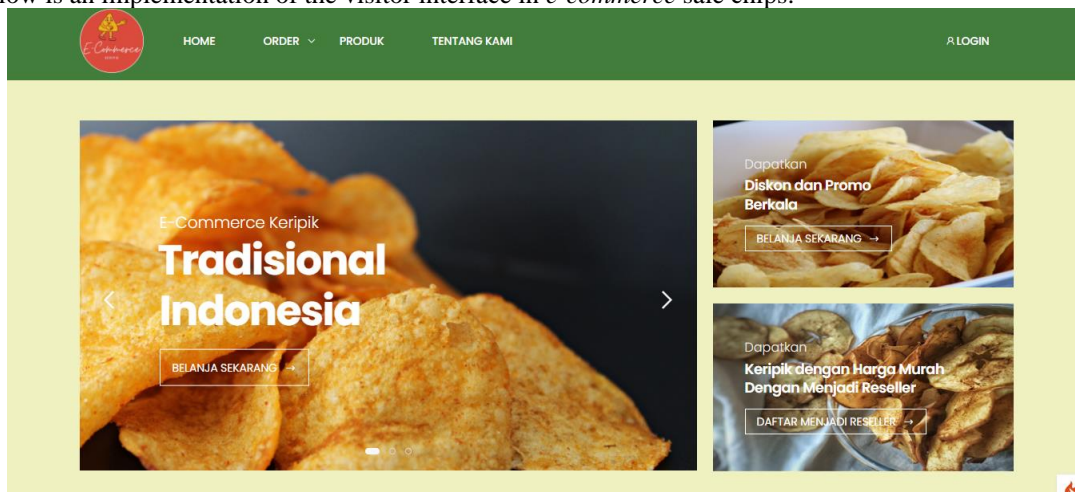 ow is an implementation of the visitor interface in e-commerce sale chips:
E-Commerce
HOME
ORDER
PRODUK
TENTANG KAMI
LOGIN
E-Commerce Keripik
Tradisional
Indonesia
BELANJA SEKARANG →
Dapatkan
Diskon dan Promo
Berkala
BELANJA SEKARANG →
Dapatkan
Keripik dengan Harga Murah
Dengan Menjadi Reseller
DAFTAR MENJADI RESELLER →